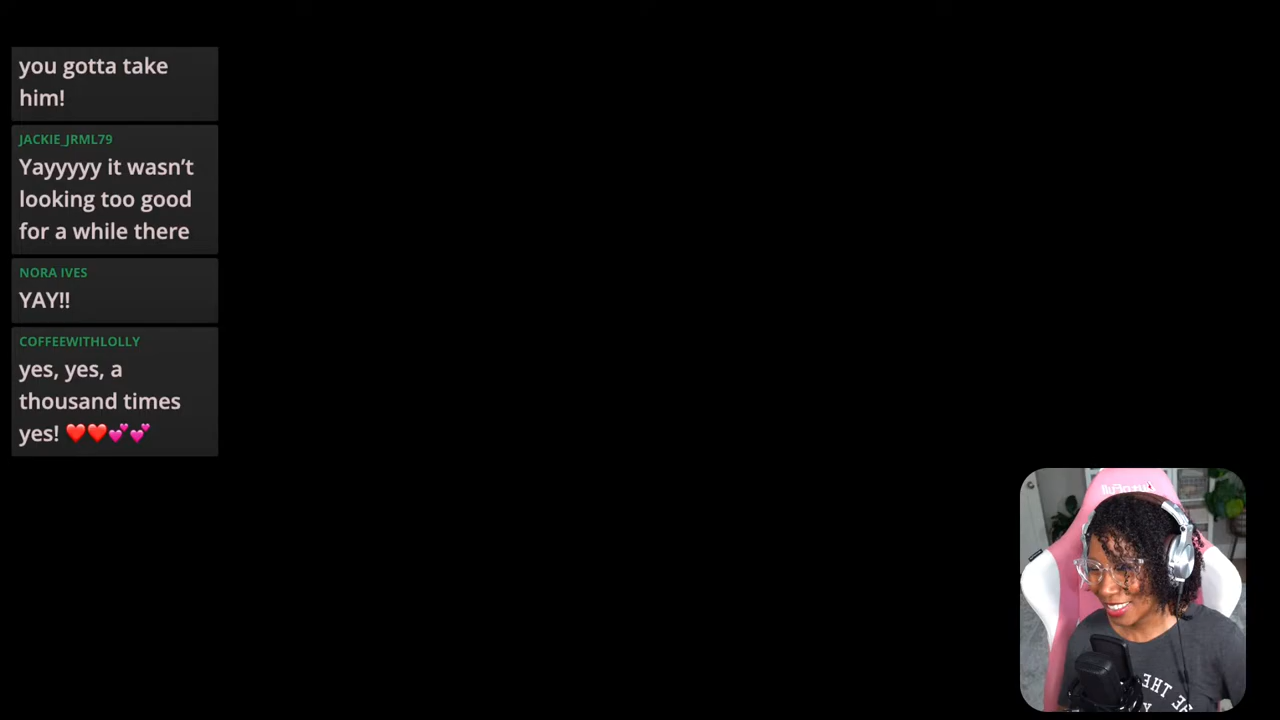 you gotta take
him!
JACKIE_JRML79
Yayyyyy it wasn’t
looking too good
for a while there
NORA IVES
YAY!!
COFFEEWITHLOLLY
yes, yes, a
thousand times
yes! ❤️❤️💕💕
THE